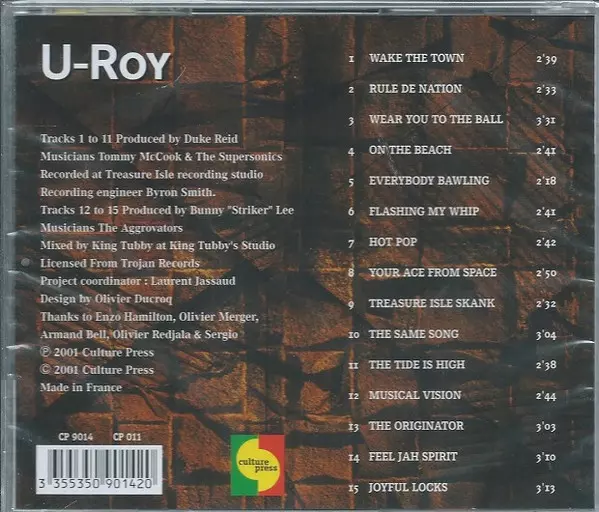 U-ROY
Tracks 1 to 11 Produced by Duke Reid
Musicians Tommy McCook & The Supersonics
Recorded at Treasure Isle recording studio
Recording engineer Byron Smith.
Tracks 12 to 15 Produced by Bunny "Striker" Lee
Musicians The Aggrovators
Mixed by King Tubby at King Tubby's Studio
Licensed From Trojan Records
Project coordinator : Laurent Jassaud
Design by Olivier Ducroq
Thanks to Enzo Hamilton, Olivier Merger,
Armand Bell, Olivier Redjala & Sergio
℗ 2001 Culture Press
© 2001 Culture Press
Made in France
CP 9014 CP 011
3 355350 901420
culture
press
1 WAKE THE TOWN 2'39
2 RULE DE NATION 2'33
3 WEAR YOU TO THE BALL 3'31
4 ON THE BEACH 2'41
5 EVERYBODY BAWLING 2'18
6 FLASHING MY WHIP 2'41
7 HOT POP 2'42
8 YOUR ACE FROM SPACE 2'50
9 TREASURE ISLE SKANK 2'32
10 THE SAME SONG 3'04
11 THE TIDE IS HIGH 2'38
12 MUSICAL VISION 2'44
13 THE ORIGINATOR 3'03
14 FEEL JAH SPIRIT 3'10
15 JOYFUL LOCKS 3'13